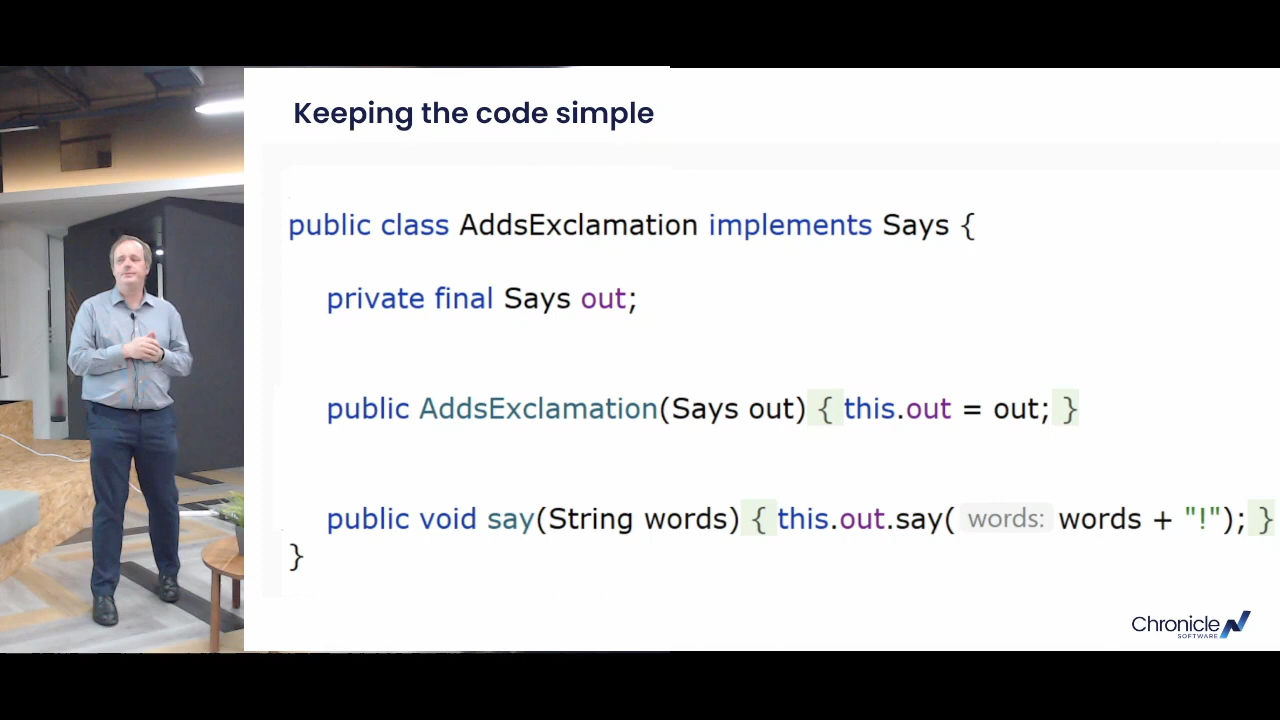 Keeping the code simple
public class AddsExclamation implements Says {
private final Says out;
public AddsExclamation(Says out) { this.out = out; }
public void say(String words) { this.out.say( words: words + "!"); }
}
Chronicle
SOFTWARE